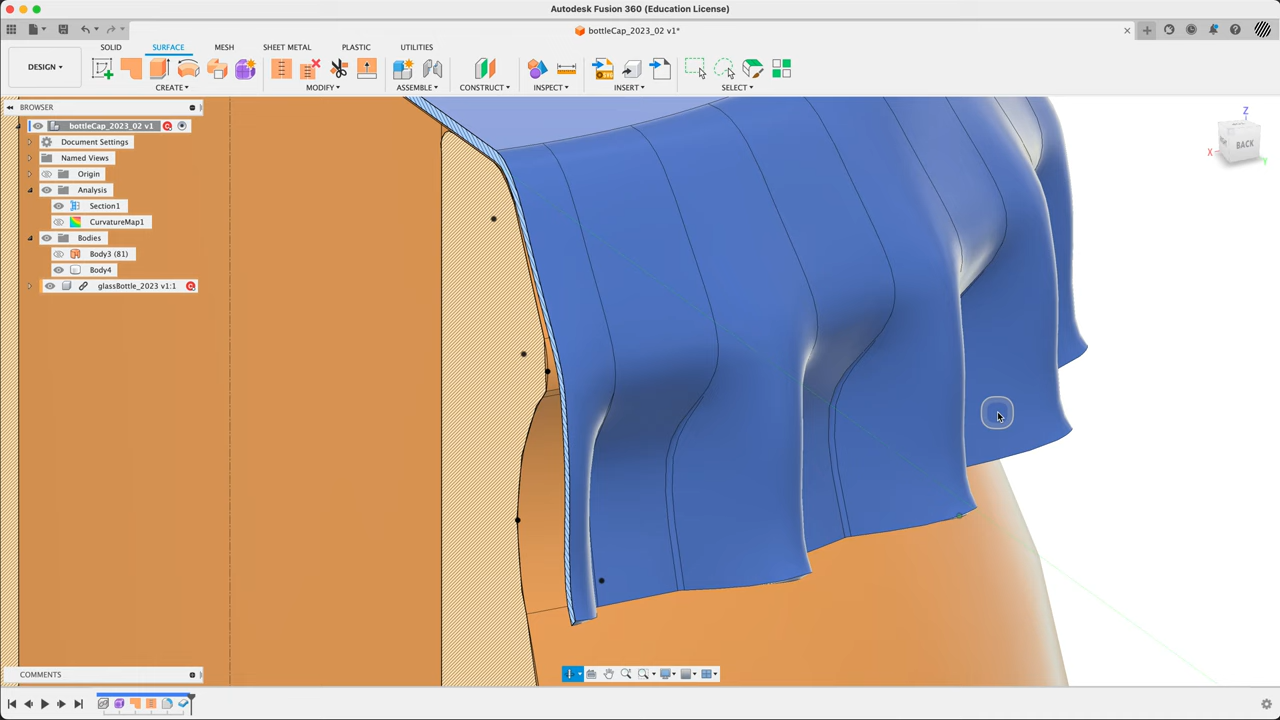 Autodesk Fusion 360 (Education License)
bottleCap_2023_02 v1*
SOLID SURFACE MESH SHEET METAL PLASTIC UTILITIES
DESIGN
CREATE MODIFY ASSEMBLE CONSTRUCT INSPECT INSERT SELECT
BROWSER
bottleCap_2023_02 v1
Document Settings
Named Views
Origin
Analysis
Section1
CurvatureMap1
Bodies
Body3 (81)
Body4
glassBottle_2023 v1:1
Z
X
BACK
Y
COMMENTS